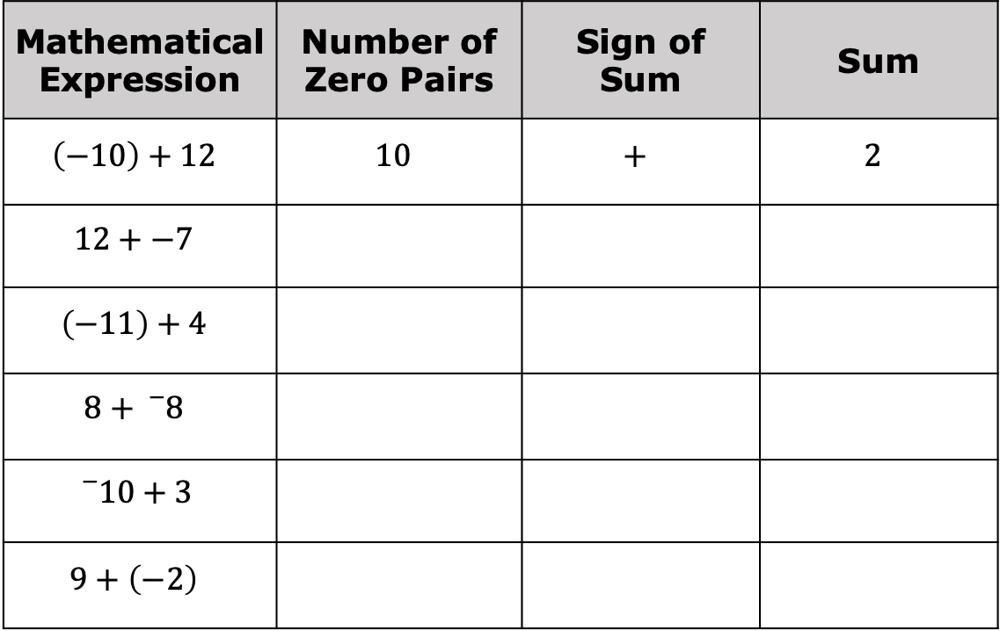 Mathematical Expression	Number of Zero Pairs	Sign of Sum	Sum
(−10) + 12	10	+	2
12 + −7
(−11) + 4
8 + ⁻8
⁻10 + 3
9 + (−2)